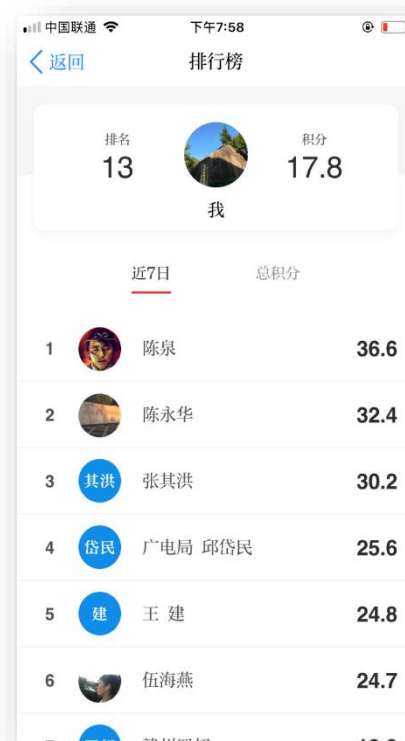 中国联通 下午7:58
返回 排行榜
排名 积分
13 17.8
我
近7日 总积分
1 陈泉 36.6
2 陈永华 32.4
3 其洪 张其洪 30.2
4 岱民 广电局 邱岱民 25.6
5 建 王 建 24.8
6 伍海燕 24.7